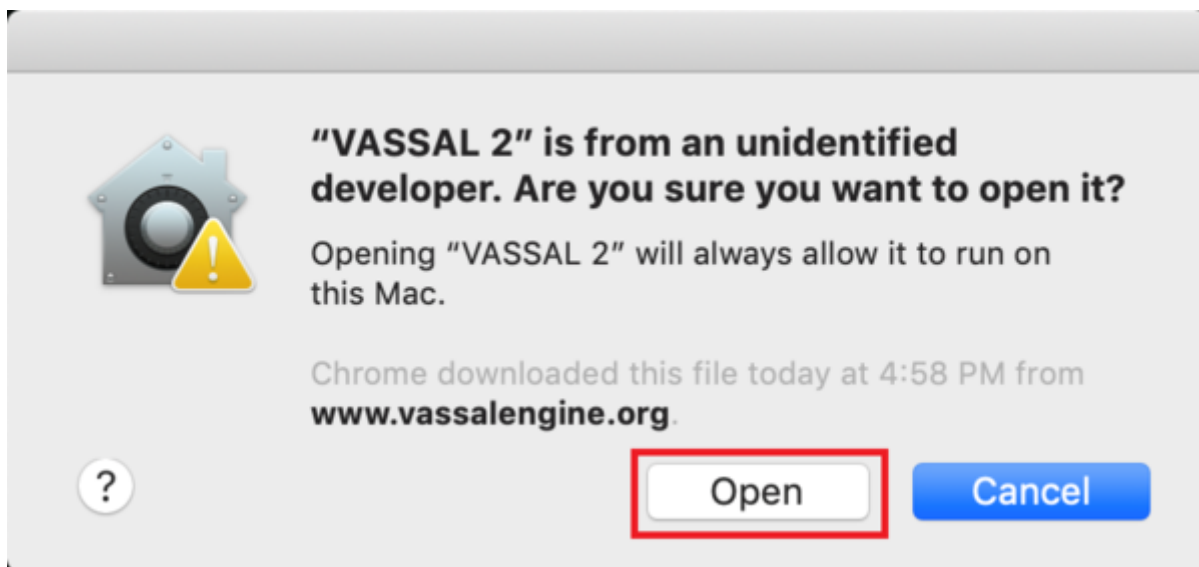 “VASSAL 2” is from an unidentified
developer. Are you sure you want to open it?
Opening “VASSAL 2” will always allow it to run on
this Mac.
Chrome downloaded this file today at 4:58 PM from
www.vassalengine.org.
?
Open
Cancel